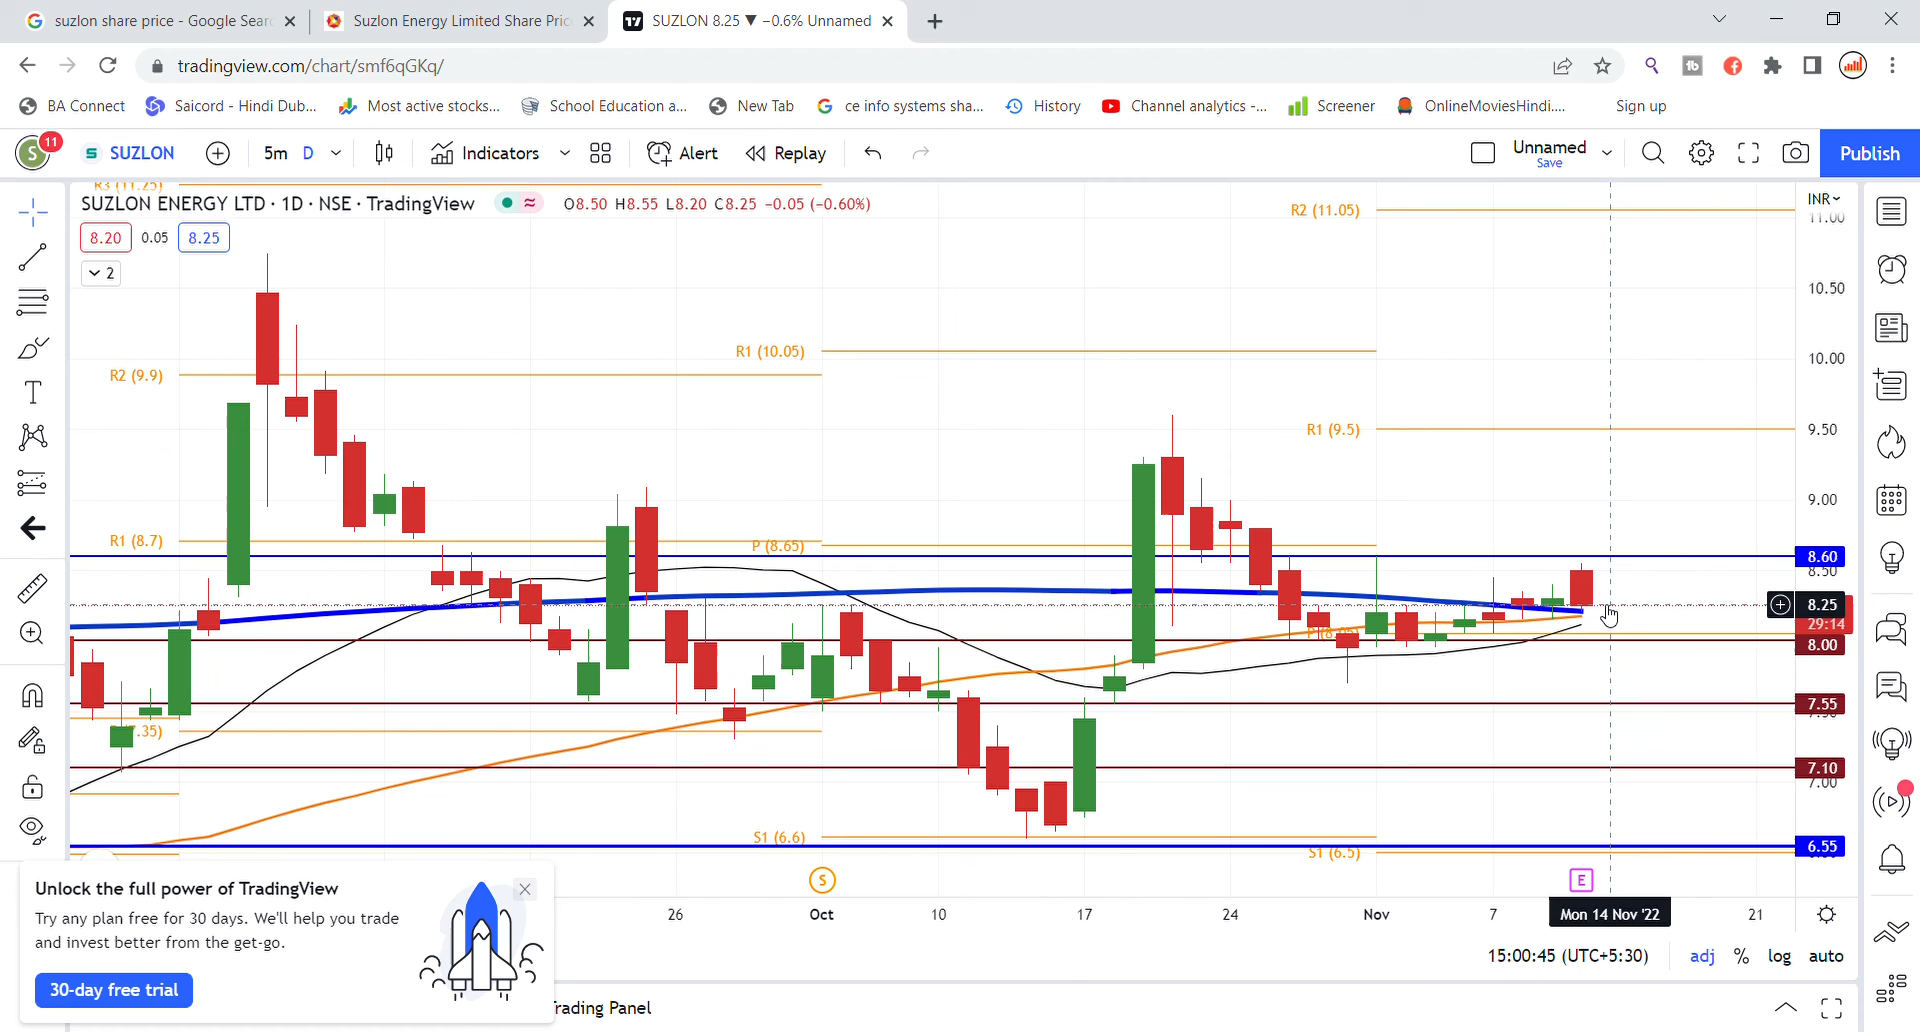 suzlon share price - Google Sear
Suzlon Energy Limited Share Pric
SUZLON 8.25 ▼ −0.6% Unnamed
tradingview.com/chart/smf6qGKq/
BA Connect
Saicord - Hindi Dub...
Most active stocks...
School Education a...
New Tab
ce info systems sha...
History
Channel analytics -...
Screener
OnlineMoviesHindi....
Sign up
S
11
S
SUZLON
5m
D
Indicators
Alert
Replay
Unnamed
Save
Publish
R3 (11.25)
SUZLON ENERGY LTD · 1D · NSE · TradingView
O8.50 H8.55 L8.20 C8.25 −0.05 (−0.60%)
INR
11.00
8.20
0.05
8.25
2
R2 (11.05)
10.50
R1 (10.05)
10.00
R2 (9.9)
R1 (9.5)
9.50
9.00
R1 (8.7)
P (8.65)
8.60
8.50
8.25
29:14
8.00
7.55
7.35)
7.10
7.00
S1 (6.6)
6.55
S1 (6.5)
S
E
26
Oct
10
17
24
Nov
7
Mon 14 Nov '22
21
Unlock the full power of TradingView
Try any plan free for 30 days. We'll help you trade
and invest better from the get-go.
30-day free trial
15:00:45 (UTC+5:30)
adj
%
log
auto
rading Panel